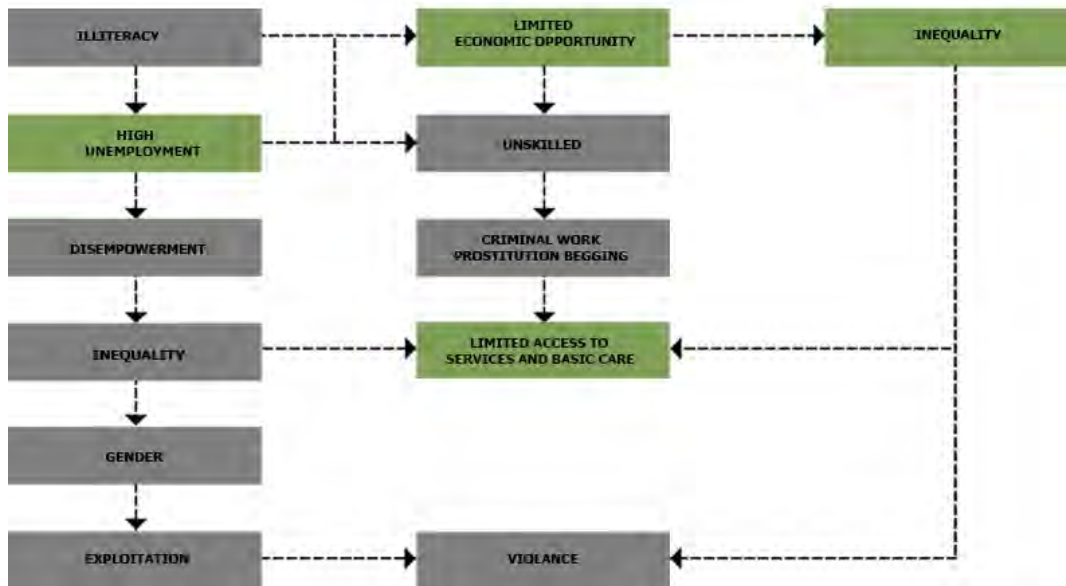 ILLITERACY
LIMITED
ECONOMIC OPPORTUNITY
INEQUALITY
HIGH
UNEMPLOYMENT
UNSKILLED
DISEMPOWERMENT
CRIMINAL WORK
PROSTITUTION BEGGING
INEQUALITY
LIMITED ACCESS TO
SERVICES AND BASIC CARE
GENDER
EXPLOITATION
VIOLANCE